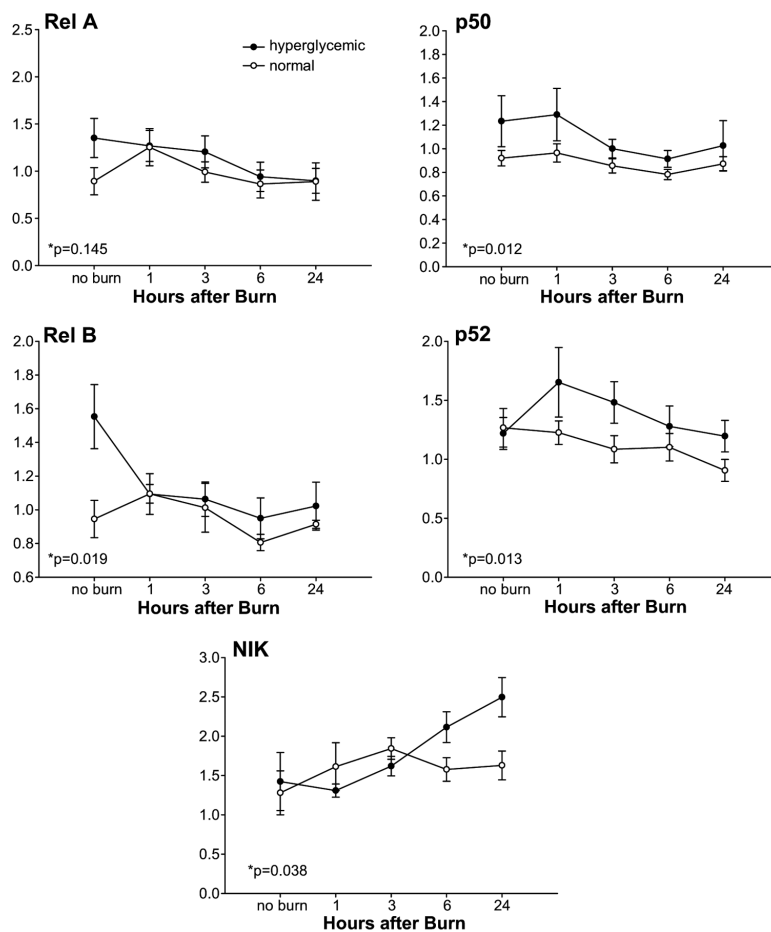 Rel A
2.5
2.0
1.5
1.0
0.5
0.0
hyperglycemic
normal
*p=0.145
no burn 1 3 6 24
Hours after Burn
p50
2.0
1.8
1.6
1.4
1.2
1.0
0.8
0.6
0.4
0.2
0.0
*p=0.012
no burn 1 3 6 24
Hours after Burn
Rel B
2.0
1.8
1.6
1.4
1.2
1.0
0.8
0.6
*p=0.019
no burn 1 3 6 24
Hours after Burn
p52
2.0
1.5
1.0
0.5
0.0
*p=0.013
no burn 1 3 6 24
Hours after Burn
NIK
3.0
2.5
2.0
1.5
1.0
0.5
0.0
*p=0.038
no burn 1 3 6 24
Hours after Burn